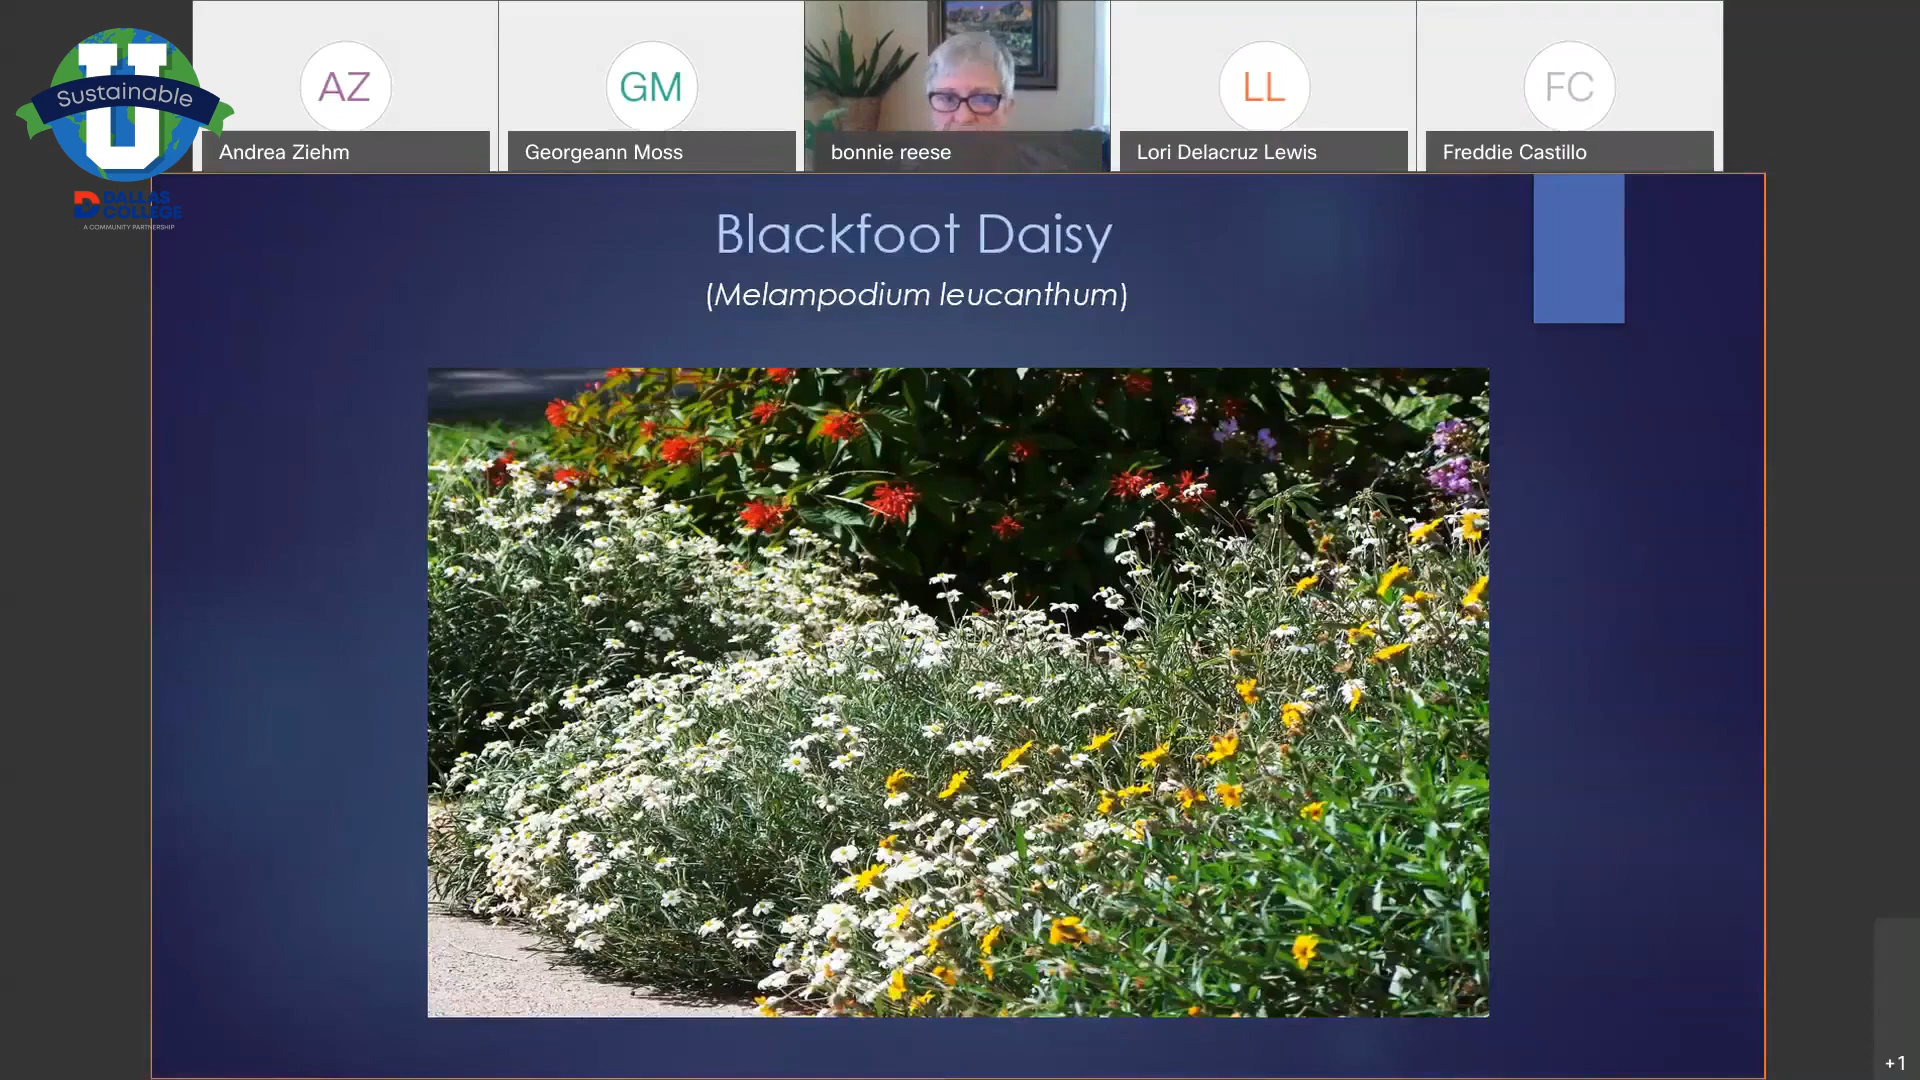 U
Sustainable
DALLAS
COLLEGE
A COMMUNITY PARTNERSHIP
AZ
Andrea Ziehm
GM
Georgeann Moss
bonnie reese
LL
Lori Delacruz Lewis
FC
Freddie Castillo
Blackfoot Daisy
(Melampodium leucanthum)
+1